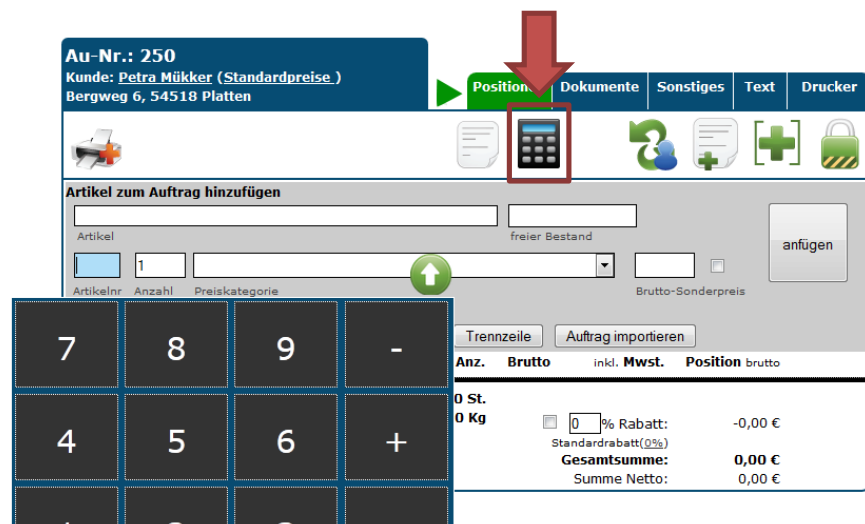 Au-Nr.: 250
Kunde: Petra Mükker (Standardpreise )
Bergweg 6, 54518 Platten
Dokumente Sonstiges Text Drucker
Artikel zum Auftrag hinzufügen
Artikel freier Bestand
anfügen
1
Artikelnr Anzahl Preiskategorie Brutto-Sonderpreis
Trennzeile Auftrag importieren
Anz. Brutto inkl. Mwst. Position brutto
0 St.
0 Kg
0 % Rabatt: -0,00 €
Standardrabatt(0%)
Gesamtsumme: 0,00 €
Summe Netto: 0,00 €
7 8 9 -
4 5 6 +